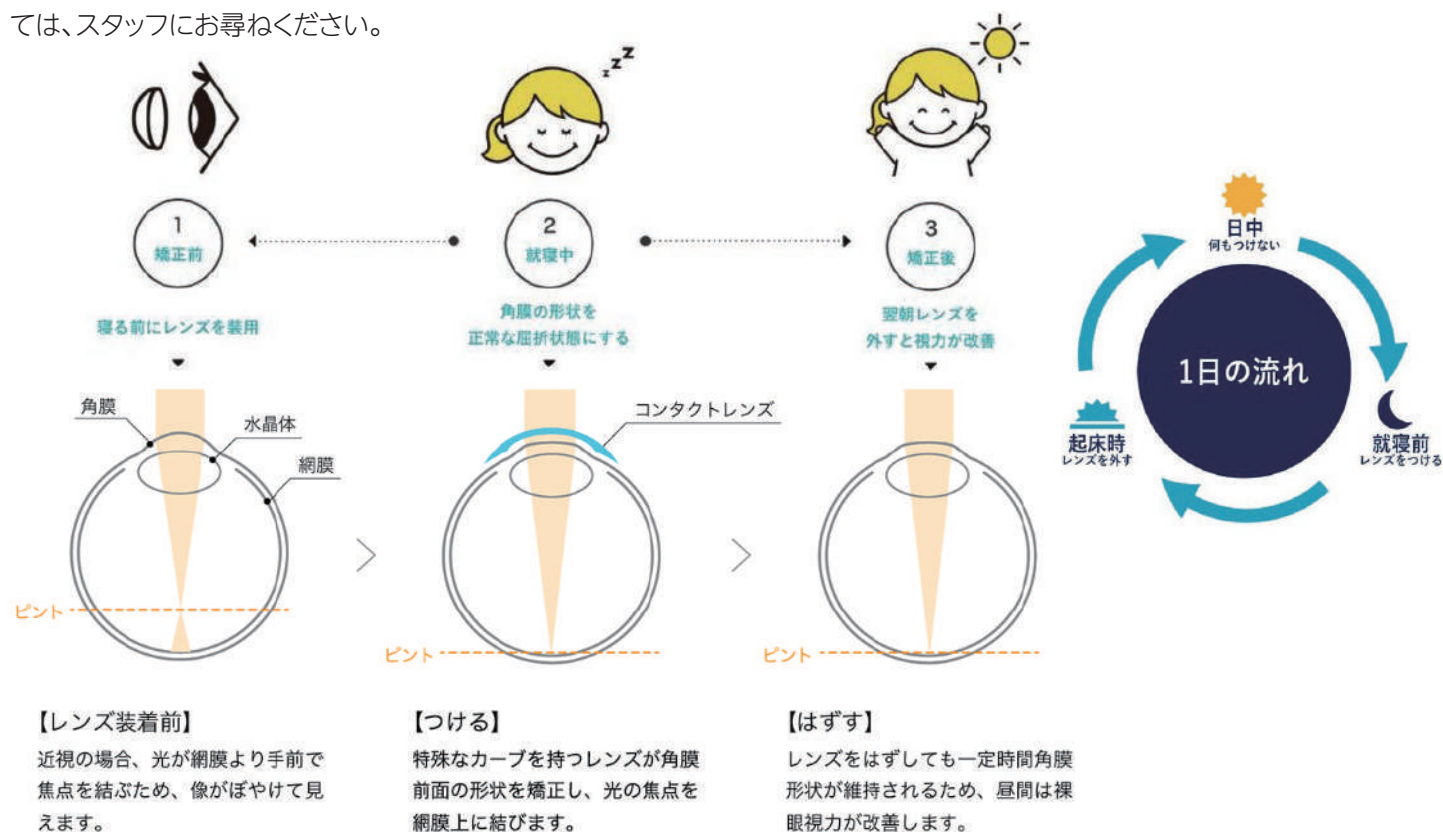 ては、スタッフにお尋ねください。
zzz
1
矯正前
2
就寝中
3
矯正後
寝る前にレンズを装用
角膜の形状を
正常な屈折状態にする
翌朝レンズを
外すと視力が改善
角膜
水晶体
網膜
ピント
コンタクトレンズ
ピント
ピント
【レンズ装着前】
近視の場合、光が網膜より手前で
焦点を結ぶため、像がぼやけて見
えます。
【つける】
特殊なカーブを持つレンズが角膜
前面の形状を矯正し、光の焦点を
網膜上に結びます。
【はずす】
レンズをはずしても一定時間角膜
形状が維持されるため、昼間は裸
眼視力が改善します。
日中
何もつけない
1日の流れ
起床時
レンズを外す
就寝前
レンズをつける